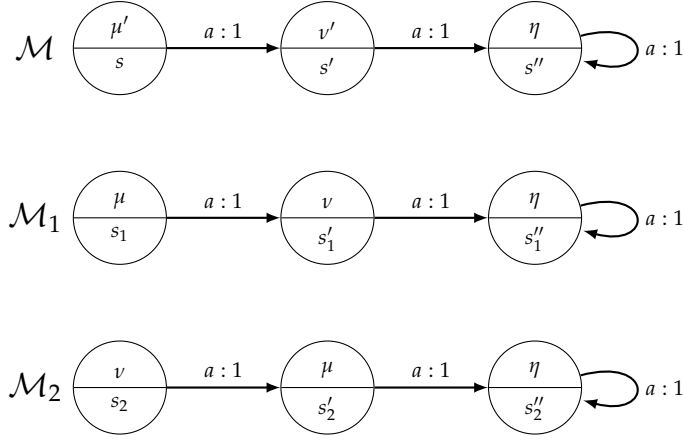 μ′ a : 1 ν′ a : 1 η
ℳ s s′ s″ a : 1
μ a : 1 ν a : 1 η
ℳ₁ s₁ s′₁ s″₁ a : 1
ν a : 1 μ a : 1 η
ℳ₂ s₂ s′₂ s″₂ a : 1